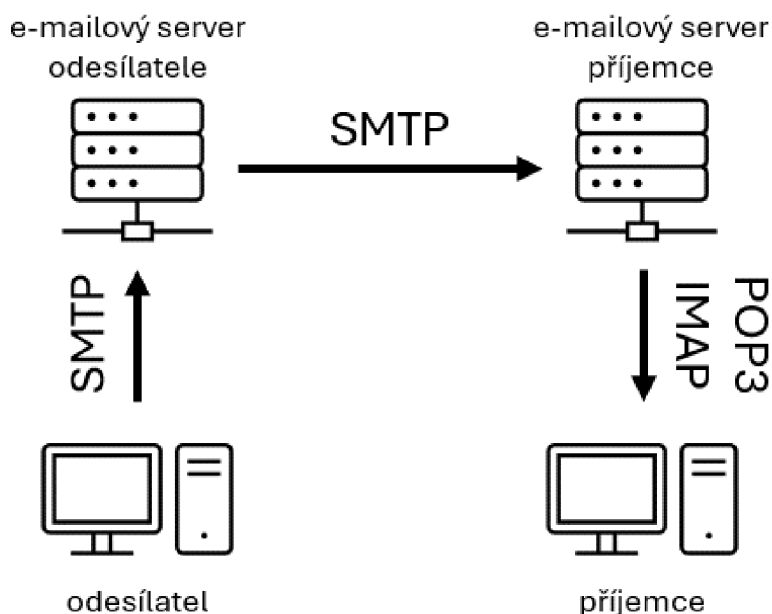 e-mailový server
odesílatele
e-mailový server
příjemce
SMTP
SMTP
POP3
IMAP
odesílatel
příjemce